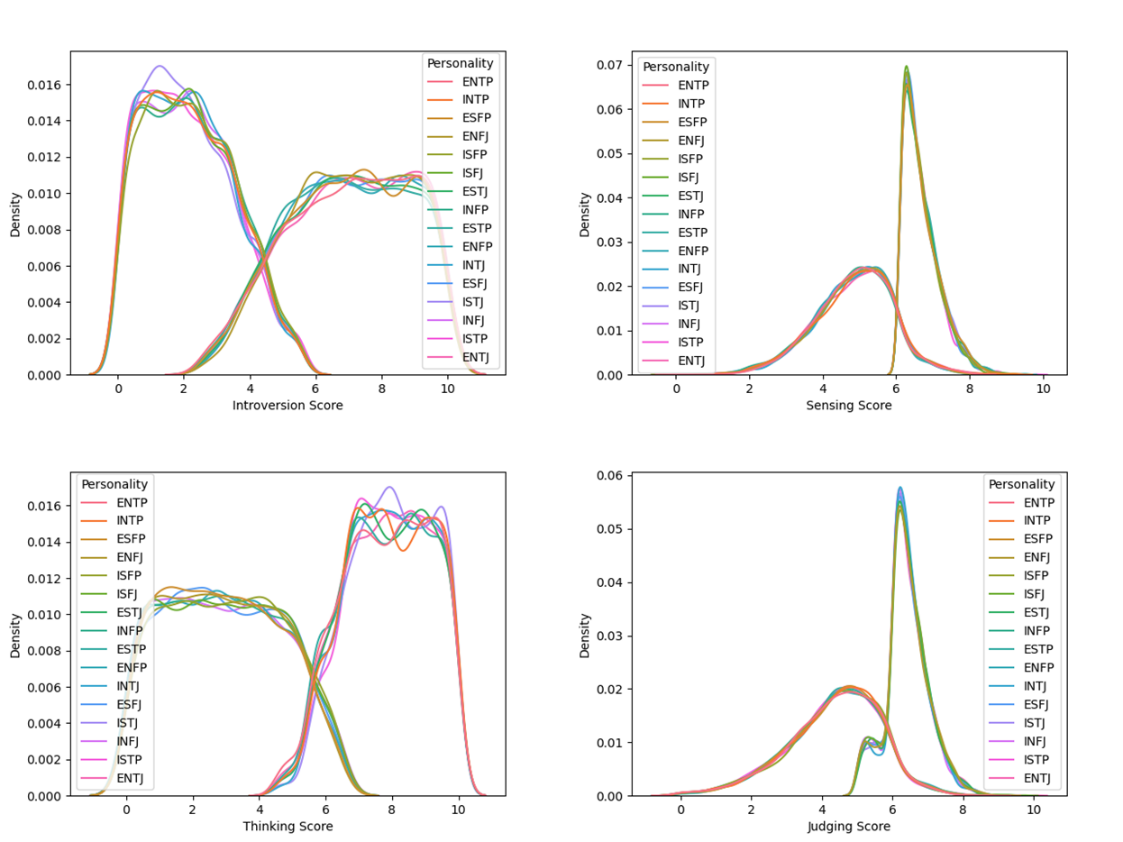 Personality
ENTP
INTP
ESFP
ENFJ
ISFP
ISFJ
ESTJ
INFP
ESTP
ENFP
INTJ
ESFJ
ISTJ
INFJ
ISTP
ENTJ
0.016
0.014
0.012
0.010
0.008
0.006
0.004
0.002
0.000
Density
0 2 4 6 8 10
Introversion Score
Personality
ENTP
INTP
ESFP
ENFJ
ISFP
ISFJ
ESTJ
INFP
ESTP
ENFP
INTJ
ESFJ
ISTJ
INFJ
ISTP
ENTJ
0.07
0.06
0.05
0.04
0.03
0.02
0.01
0.00
Density
0 2 4 6 8 10
Sensing Score
Personality
ENTP
INTP
ESFP
ENFJ
ISFP
ISFJ
ESTJ
INFP
ESTP
ENFP
INTJ
ESFJ
ISTJ
INFJ
ISTP
ENTJ
0.016
0.014
0.012
0.010
0.008
0.006
0.004
0.002
0.000
Density
0 2 4 6 8 10
Thinking Score
Personality
ENTP
INTP
ESFP
ENFJ
ISFP
ISFJ
ESTJ
INFP
ESTP
ENFP
INTJ
ESFJ
ISTJ
INFJ
ISTP
ENTJ
0.06
0.05
0.04
0.03
0.02
0.01
0.00
Density
0 2 4 6 8 10
Judging Score